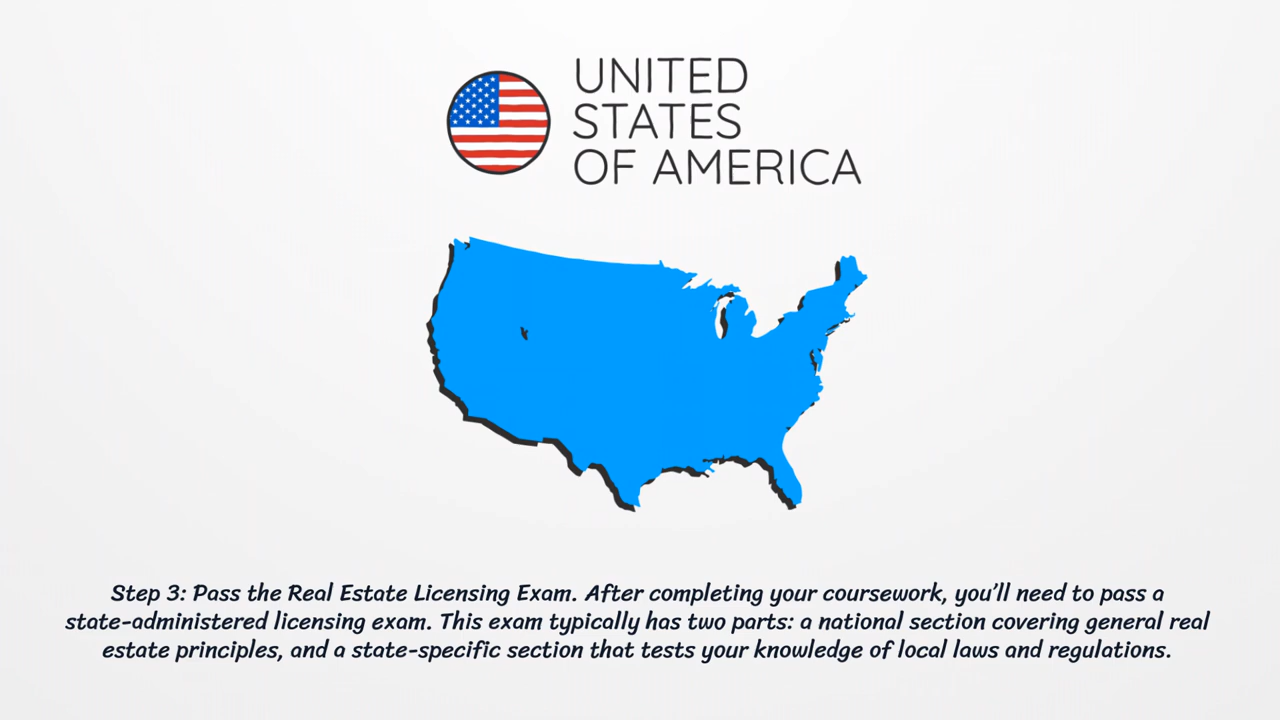 UNITED
STATES
OF AMERICA
Step 3: Pass the Real Estate Licensing Exam. After completing your coursework, you’ll need to pass a
state-administered licensing exam. This exam typically has two parts: a national section covering general real
estate principles, and a state-specific section that tests your knowledge of local laws and regulations.